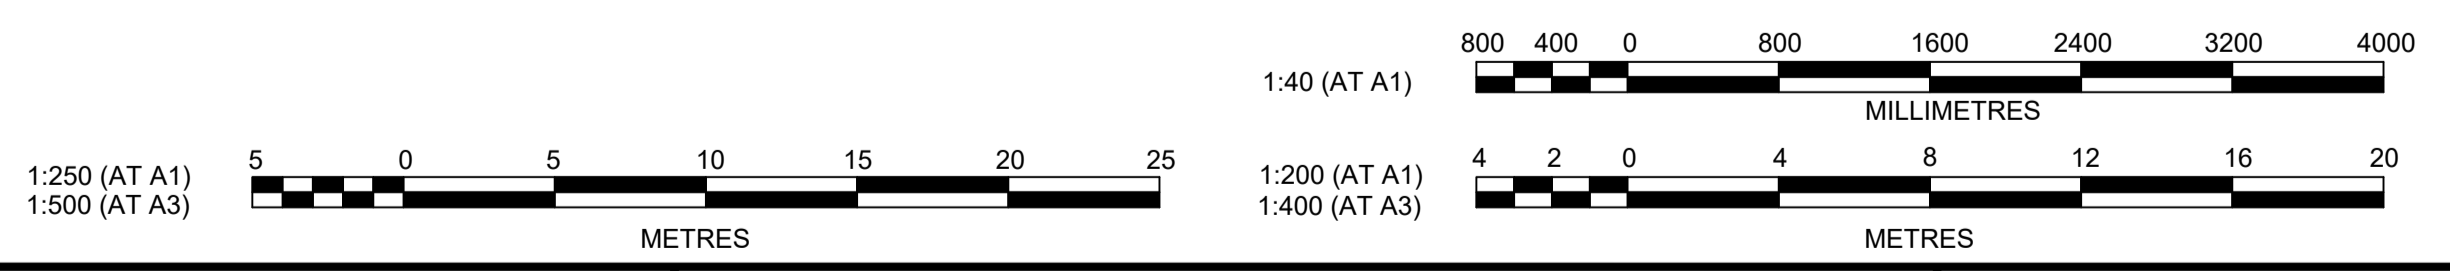 800 400 0 800 1600 2400 3200 4000
1:40 (AT A1)
MILLIMETRES
5 0 5 10 15 20 25
1:250 (AT A1)
1:500 (AT A3)
METRES
4 2 0 4 8 12 16 20
1:200 (AT A1)
1:400 (AT A3)
METRES